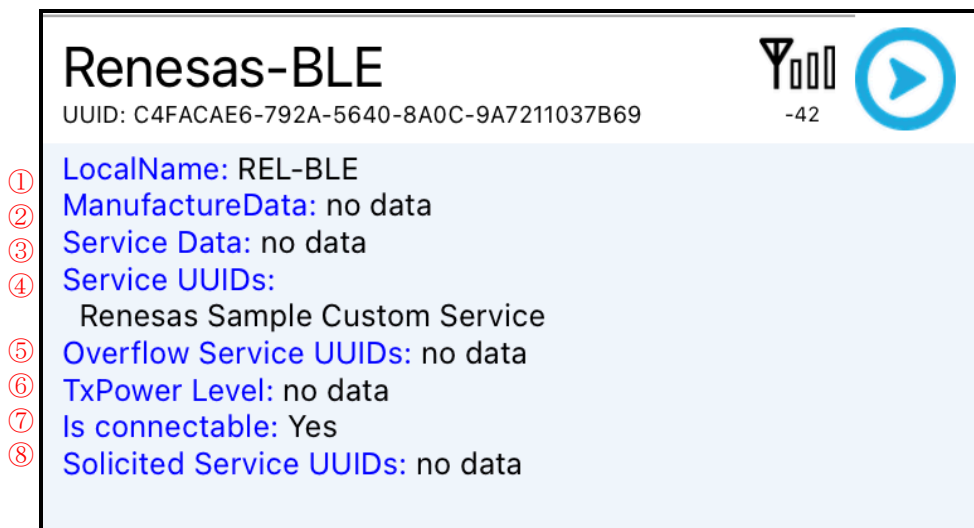 Renesas-BLE
UUID: C4FACAE6-792A-5640-8A0C-9A7211037B69
-42
① LocalName: REL-BLE
② ManufactureData: no data
③ Service Data: no data
④ Service UUIDs:
Renesas Sample Custom Service
⑤ Overflow Service UUIDs: no data
⑥ TxPower Level: no data
⑦ Is connectable: Yes
⑧ Solicited Service UUIDs: no data